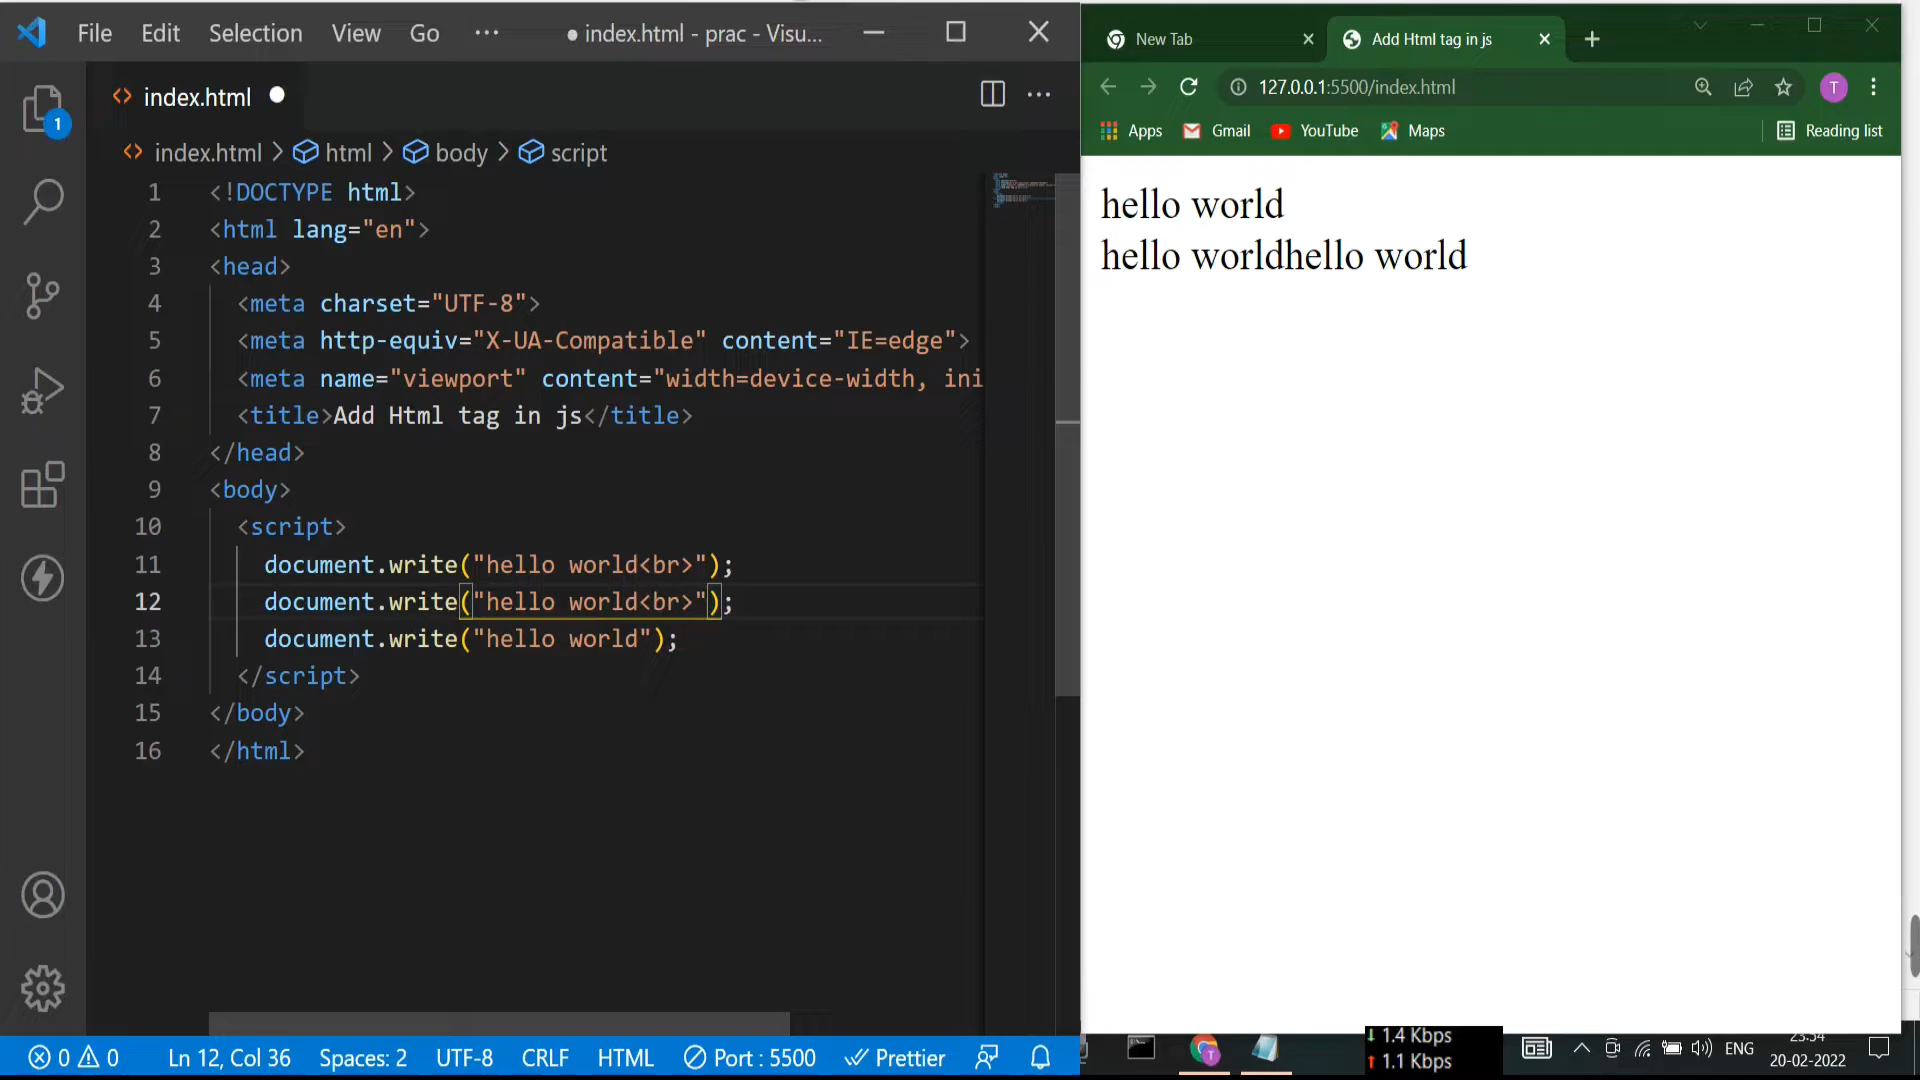 File Edit Selection View Go ··· ● index.html - prac - Visu...
index.html ●
1
index.html > html > body > script
1 <!DOCTYPE html>
2 <html lang="en">
3 <head>
4 <meta charset="UTF-8">
5 <meta http-equiv="X-UA-Compatible" content="IE=edge">
6 <meta name="viewport" content="width=device-width, ini
7 <title>Add Html tag in js</title>
8 </head>
9 <body>
10 <script>
11 document.write("hello world<br>");
12 document.write("hello world<br>");
13 document.write("hello world");
14 </script>
15 </body>
16 </html>
0 0 Ln 12, Col 36 Spaces: 2 UTF-8 CRLF HTML Port : 5500 Prettier
New Tab Add Html tag in js
127.0.0.1:5500/index.html T
Apps Gmail YouTube Maps Reading list
hello world
hello worldhello world
T
1.4 Kbps
1.1 Kbps
ENG
20-02-2022